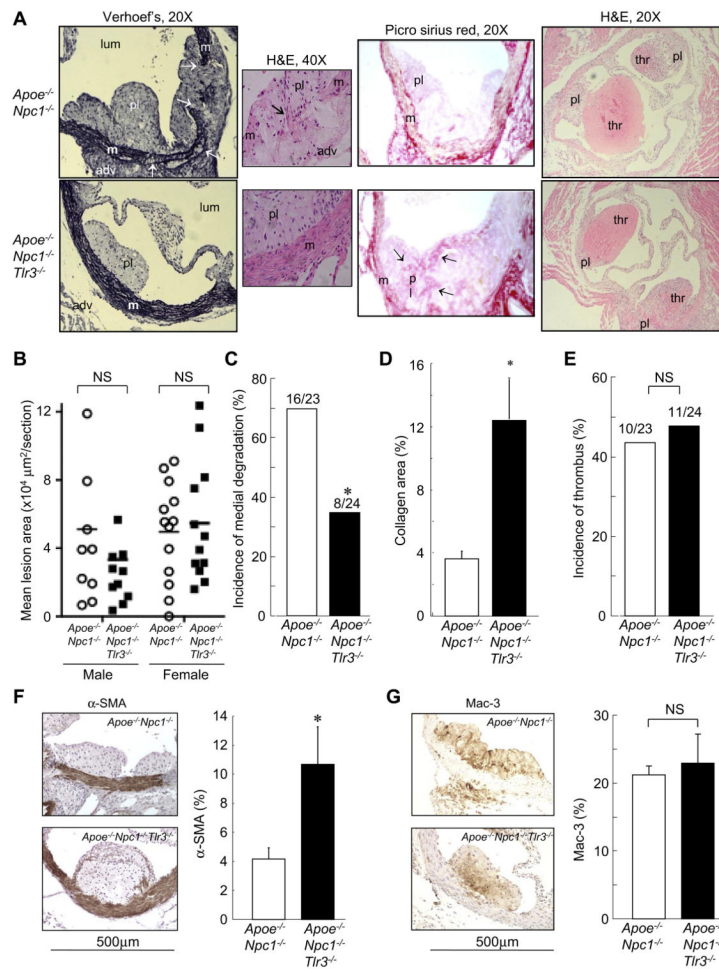 A
Verhoef's, 20X
H&E, 40X
Picro sirius red, 20X
H&E, 20X
Apoe-/-
Npc1-/-
lum
m
pl
m
adv
pl
m
m
adv
pl
m
thr
pl
pl
thr
Apoe-/-
Npc1-/-
Tlr3-/-
lum
pl
adv
m
pl
m
m
p
l
thr
pl
thr
pl
B
NS
NS
Mean lesion area (x10⁴ μm²/section)
12
8
4
0
Apoe-/-
Npc1-/-
Apoe-/-
Npc1-/-
Tlr3-/-
Apoe-/-
Npc1-/-
Apoe-/-
Npc1-/-
Tlr3-/-
Male
Female
C
Incidence of medial degradation (%)
80
60
40
20
0
16/23
*
8/24
Apoe-/-
Npc1-/-
Apoe-/-
Npc1-/-
Tlr3-/-
D
Collagen area (%)
16
12
8
4
0
*
Apoe-/-
Npc1-/-
Apoe-/-
Npc1-/-
Tlr3-/-
E
Incidence of thrombus (%)
60
40
20
0
NS
10/23
11/24
Apoe-/-
Npc1-/-
Apoe-/-
Npc1-/-
Tlr3-/-
F
α-SMA
Apoe-/-Npc1-/-
Apoe-/-Npc1-/-Tlr3-/-
500μm
α-SMA (%)
14
12
10
8
6
4
2
0
*
Apoe-/-
Npc1-/-
Apoe-/-
Npc1-/-
Tlr3-/-
G
Mac-3
Apoe-/-Npc1-/-
Apoe-/-Npc1-/-Tlr3-/-
500μm
Mac-3 (%)
30
20
10
0
NS
Apoe-/-
Npc1-/-
Apoe-/-
Npc1-/-
Tlr3-/-